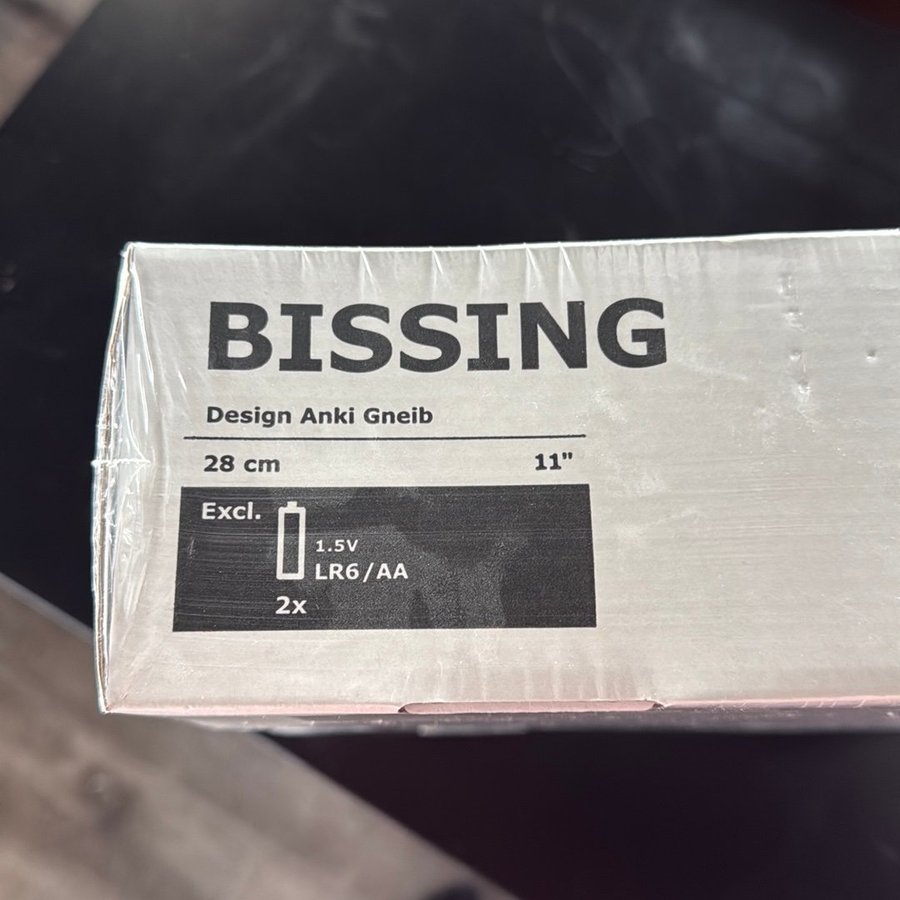 BISSING
Design Anki Gneib
28 cm 11"
Excl.
1.5V
LR6/AA
2x